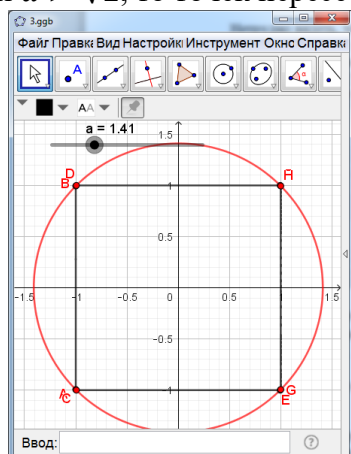 3.ggb
Файл Правка Вид Настройки Инструмент Окно Справка
A
AA
a = 1.41
1.5
D
B
1
0.5
-1.5
-1
-0.5
0
0.5
1.5
-0.5
-1
C
G
E
Ввод: